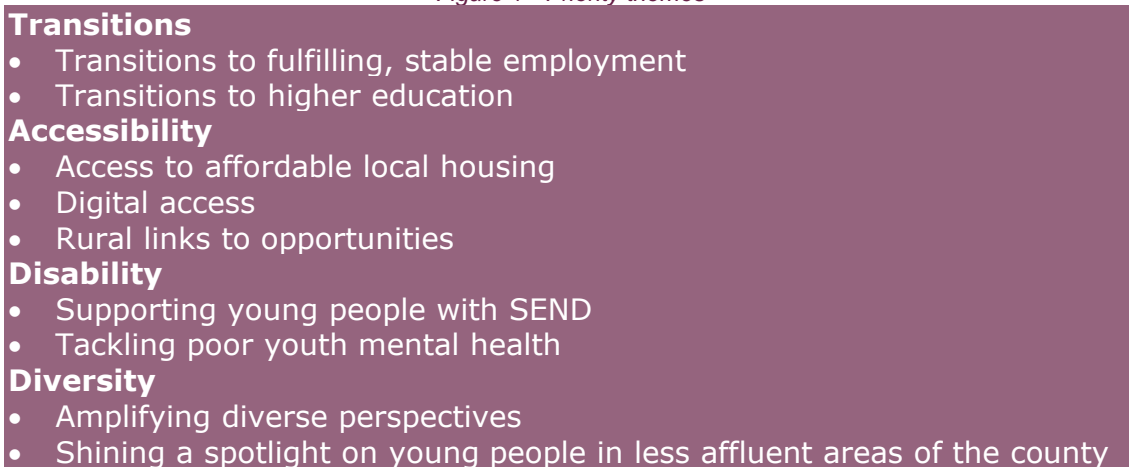 Transitions
• Transitions to fulfilling, stable employment
• Transitions to higher education
Accessibility
• Access to affordable local housing
• Digital access
• Rural links to opportunities
Disability
• Supporting young people with SEND
• Tackling poor youth mental health
Diversity
• Amplifying diverse perspectives
• Shining a spotlight on young people in less affluent areas of the county